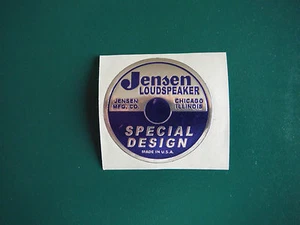 Jensen
LOUDSPEAKER
JENSEN MFG. CO.
CHICAGO ILLINOIS
SPECIAL
DESIGN
MADE IN U.S.A.